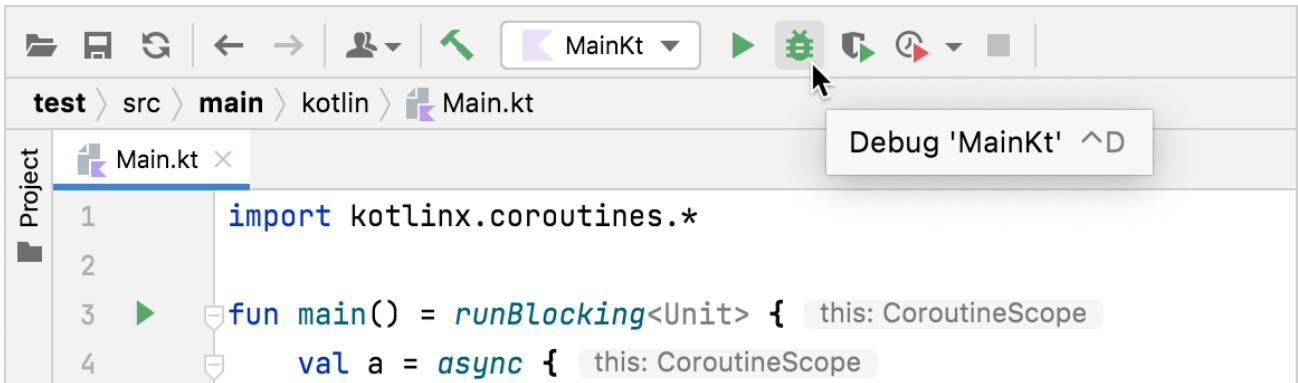 MainKt
test src main kotlin Main.kt
Debug 'MainKt' ^D
Project
Main.kt
1 import kotlinx.coroutines.*
2
3 fun main() = runBlocking<Unit> { this: CoroutineScope
4 val a = async { this: CoroutineScope